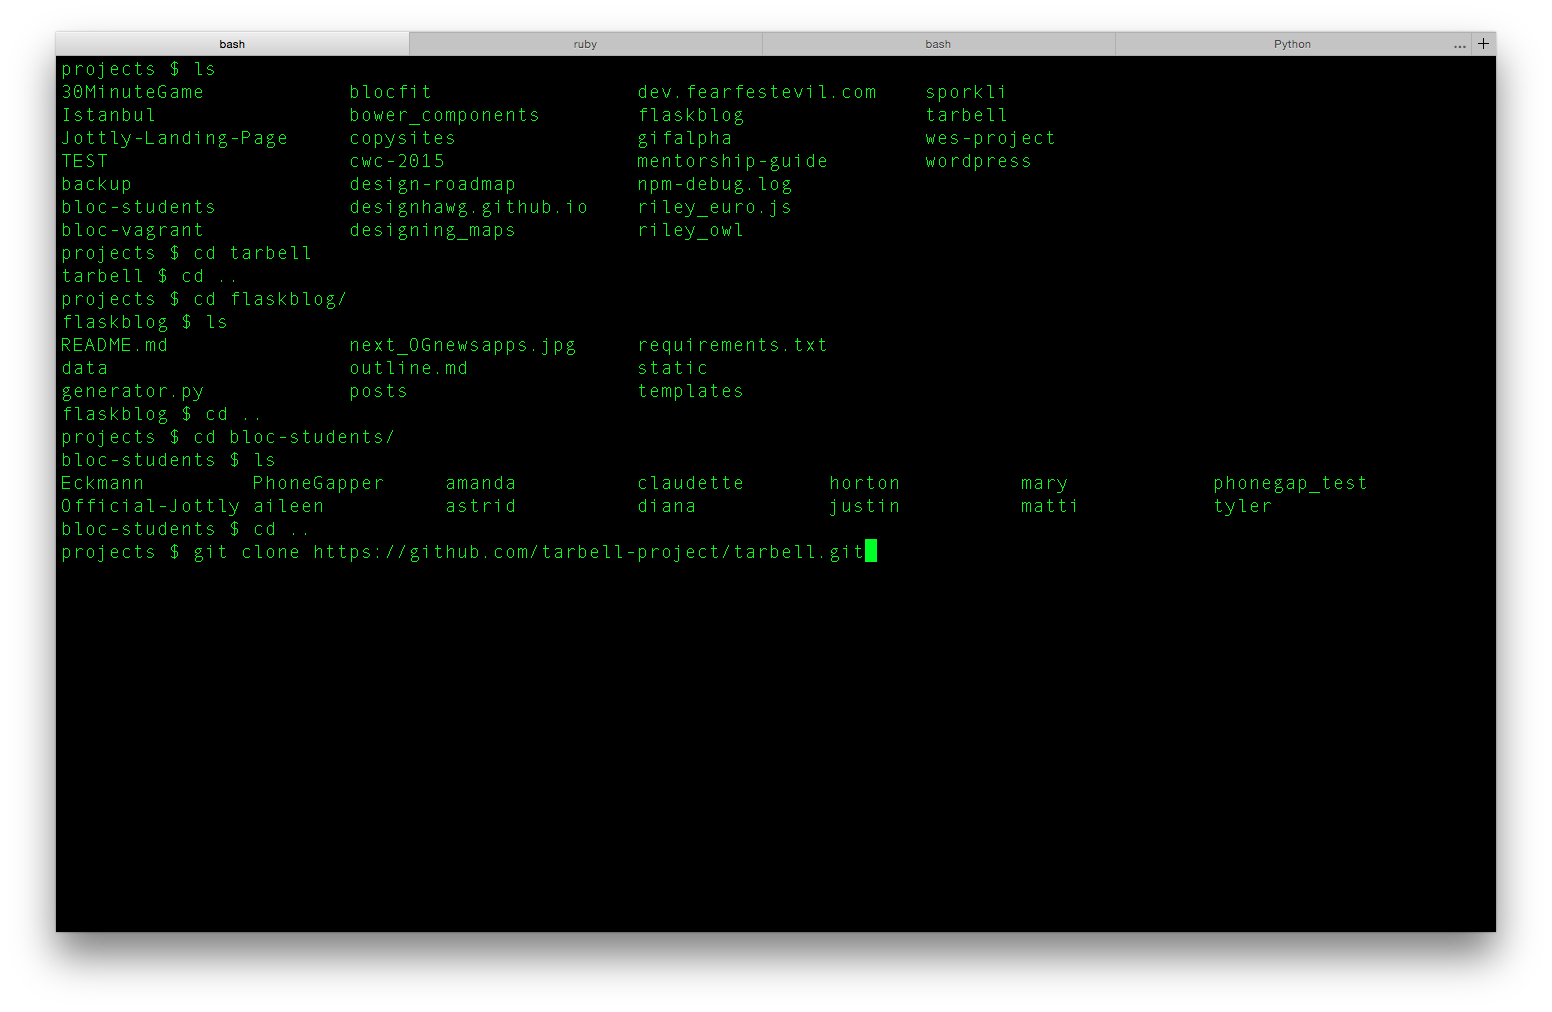 bash ruby bash Python ... +
projects $ ls
30MinuteGame blocfit dev.fearfestevil.com sporkli
Istanbul bower_components flaskblog tarbell
Jottly-Landing-Page copysites gifalpha wes-project
TEST cwc-2015 mentorship-guide wordpress
backup design-roadmap npm-debug.log
bloc-students designhawg.github.io riley_euro.js
bloc-vagrant designing_maps riley_owl
projects $ cd tarbell
tarbell $ cd ..
projects $ cd flaskblog/
flaskblog $ ls
README.md next_OGnewsapps.jpg requirements.txt
data outline.md static
generator.py posts templates
flaskblog $ cd ..
projects $ cd bloc-students/
bloc-students $ ls
Eckmann PhoneGapper amanda claudette horton mary phonegap_test
Official-Jottly aileen astrid diana justin matti tyler
bloc-students $ cd ..
projects $ git clone https://github.com/tarbell-project/tarbell.git